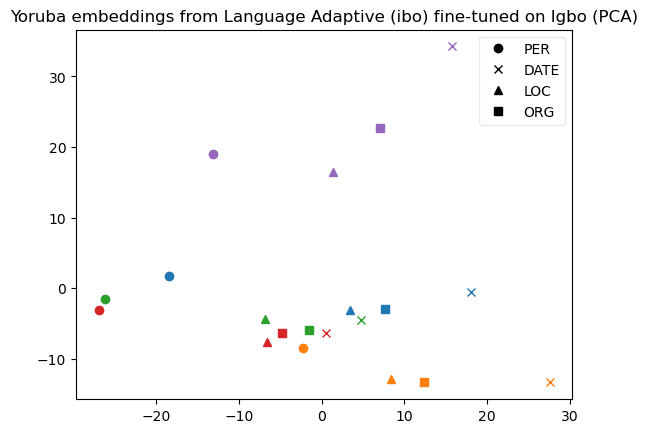 Yoruba embeddings from Language Adaptive (ibo) fine-tuned on Igbo (PCA)
PER
DATE
LOC
ORG
30
20
10
0
−10
−20
−10
0
10
20
30